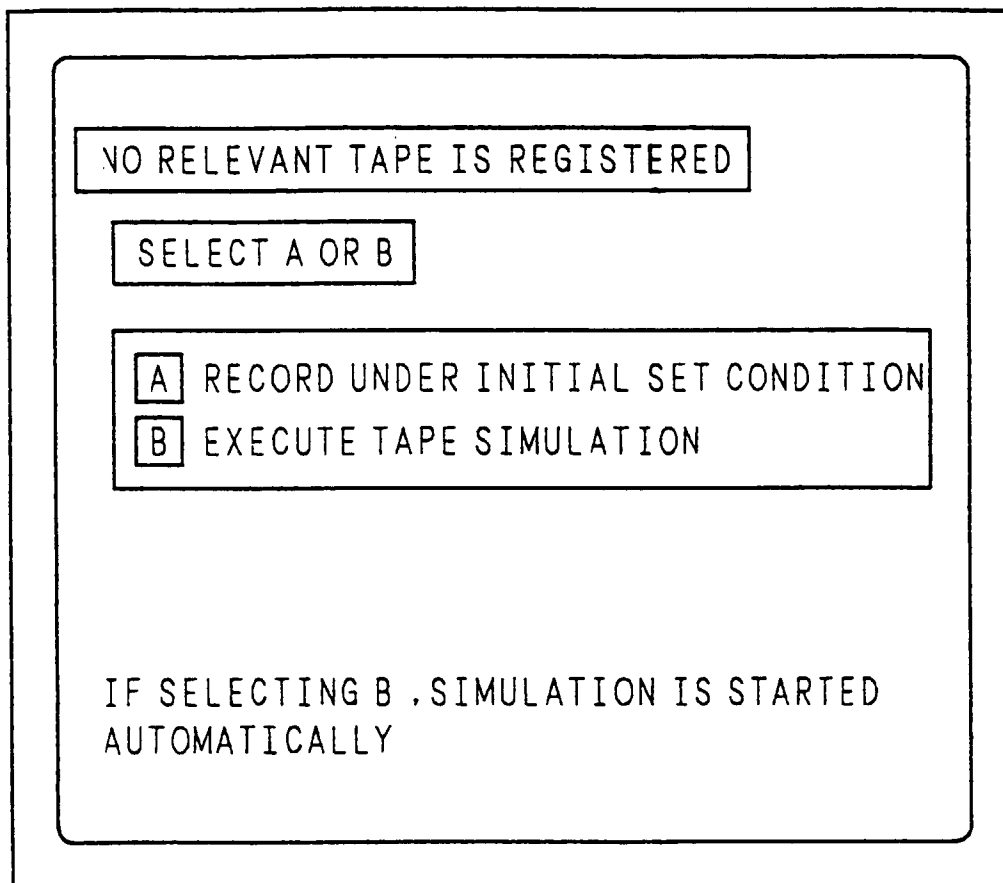 NO RELEVANT TAPE IS REGISTERED
SELECT A OR B
A RECORD UNDER INITIAL SET CONDITION
B EXECUTE TAPE SIMULATION
IF SELECTING B , SIMULATION IS STARTED
AUTOMATICALLY